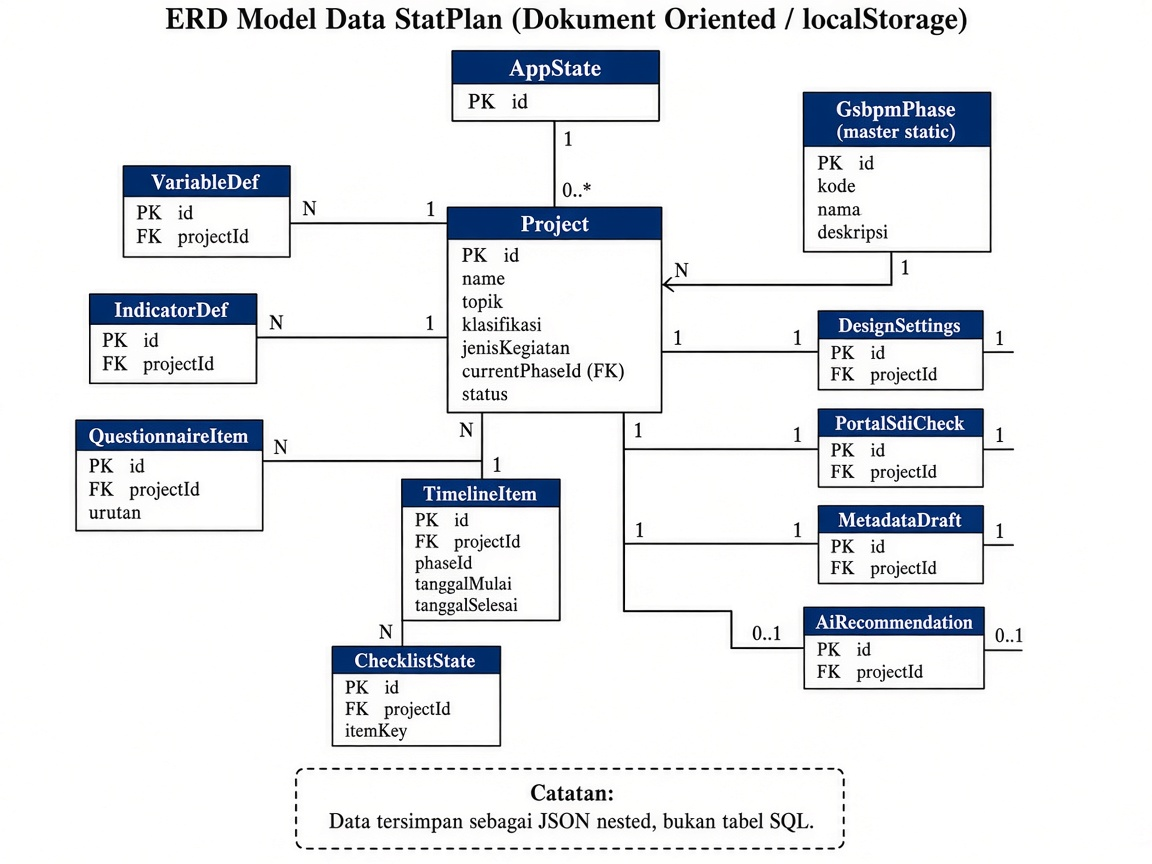 ERD Model Data StatPlan (Dokument Oriented / localStorage)
AppState
PK id
1
0..*
GsbpmPhase
(master static)
PK id
kode
nama
deskripsi
1
N
VariableDef
PK id
FK projectId
N
1
Project
PK id
name
topik
klasifikasi
jenisKegiatan
currentPhaseId (FK)
status
IndicatorDef
PK id
FK projectId
N
1
DesignSettings
PK id
FK projectId
1
1
1
QuestionnaireItem
PK id
FK projectId
urutan
N
N
1
PortalSdiCheck
PK id
FK projectId
1
1
1
TimelineItem
PK id
FK projectId
phaseId
tanggalMulai
tanggalSelesai
MetadataDraft
PK id
FK projectId
1
1
1
N
ChecklistState
PK id
FK projectId
itemKey
AiRecommendation
PK id
FK projectId
0..1
0..1
Catatan:
Data tersimpan sebagai JSON nested, bukan tabel SQL.